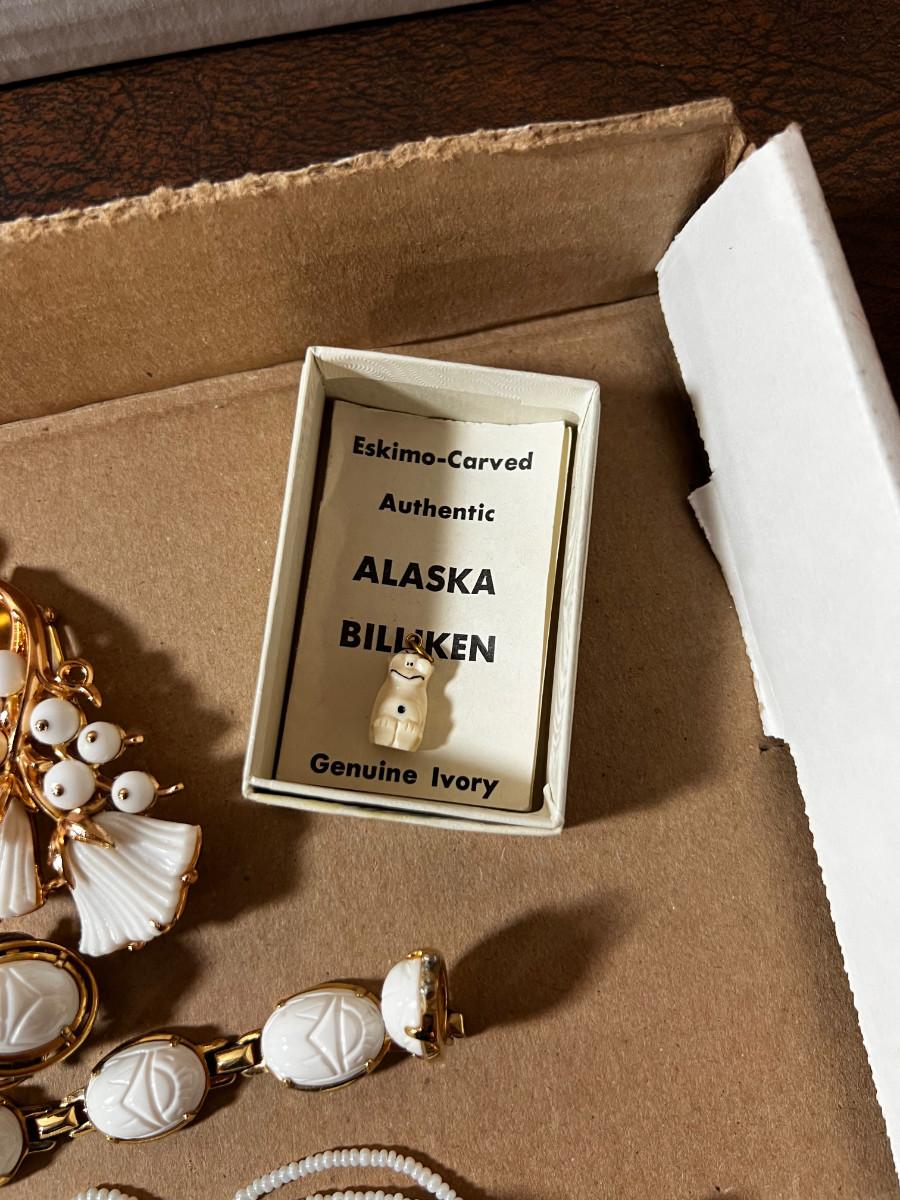 Eskimo-Carved
Authentic
ALASKA
BILLIKEN
Genuine Ivory